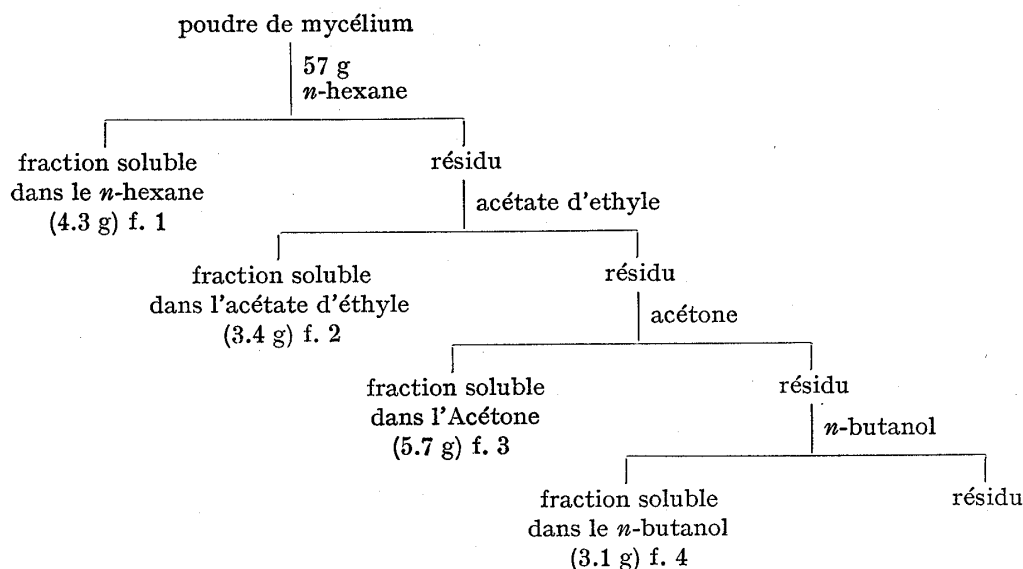 poudre de mycélium
57 g
n-hexane
fraction soluble
dans le n-hexane
(4.3 g) f. 1
résidu
acétate d'ethyle
fraction soluble
dans l'acétate d'éthyle
(3.4 g) f. 2
résidu
acétone
fraction soluble
dans l'Acétone
(5.7 g) f. 3
résidu
n-butanol
fraction soluble
dans le n-butanol
(3.1 g) f. 4
résidu